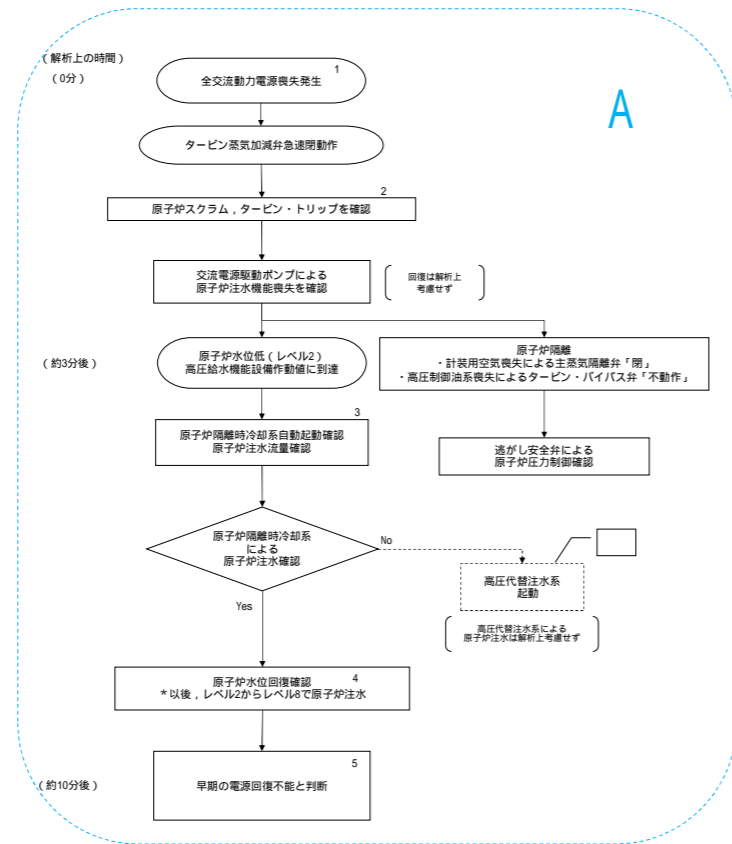 (解析上の時間)
(0分)
1
全交流動力電源喪失発生
A
タービン蒸気加減弁急速閉動作
2
原子炉スクラム,タービン・トリップを確認
交流電源駆動ポンプによる
原子炉注水機能喪失を確認
回復は解析上
考慮せず
(約3分後)
原子炉水位低(レベル2)
高圧給水機能設備作動値に到達
原子炉隔離
・計装用空気喪失による主蒸気隔離弁「閉」
・高圧制御油系喪失によるタービン・バイパス弁「不動作」
3
原子炉隔離時冷却系自動起動確認
原子炉注水流量確認
逃がし安全弁による
原子炉圧力制御確認
原子炉隔離時冷却系
による
原子炉注水確認
No
高圧代替注水系
起動
Yes
高圧代替注水系による
原子炉注水は解析上考慮せず
4
原子炉水位回復確認
*以後,レベル2からレベル8で原子炉注水
5
(約10分後)
早期の電源回復不能と判断